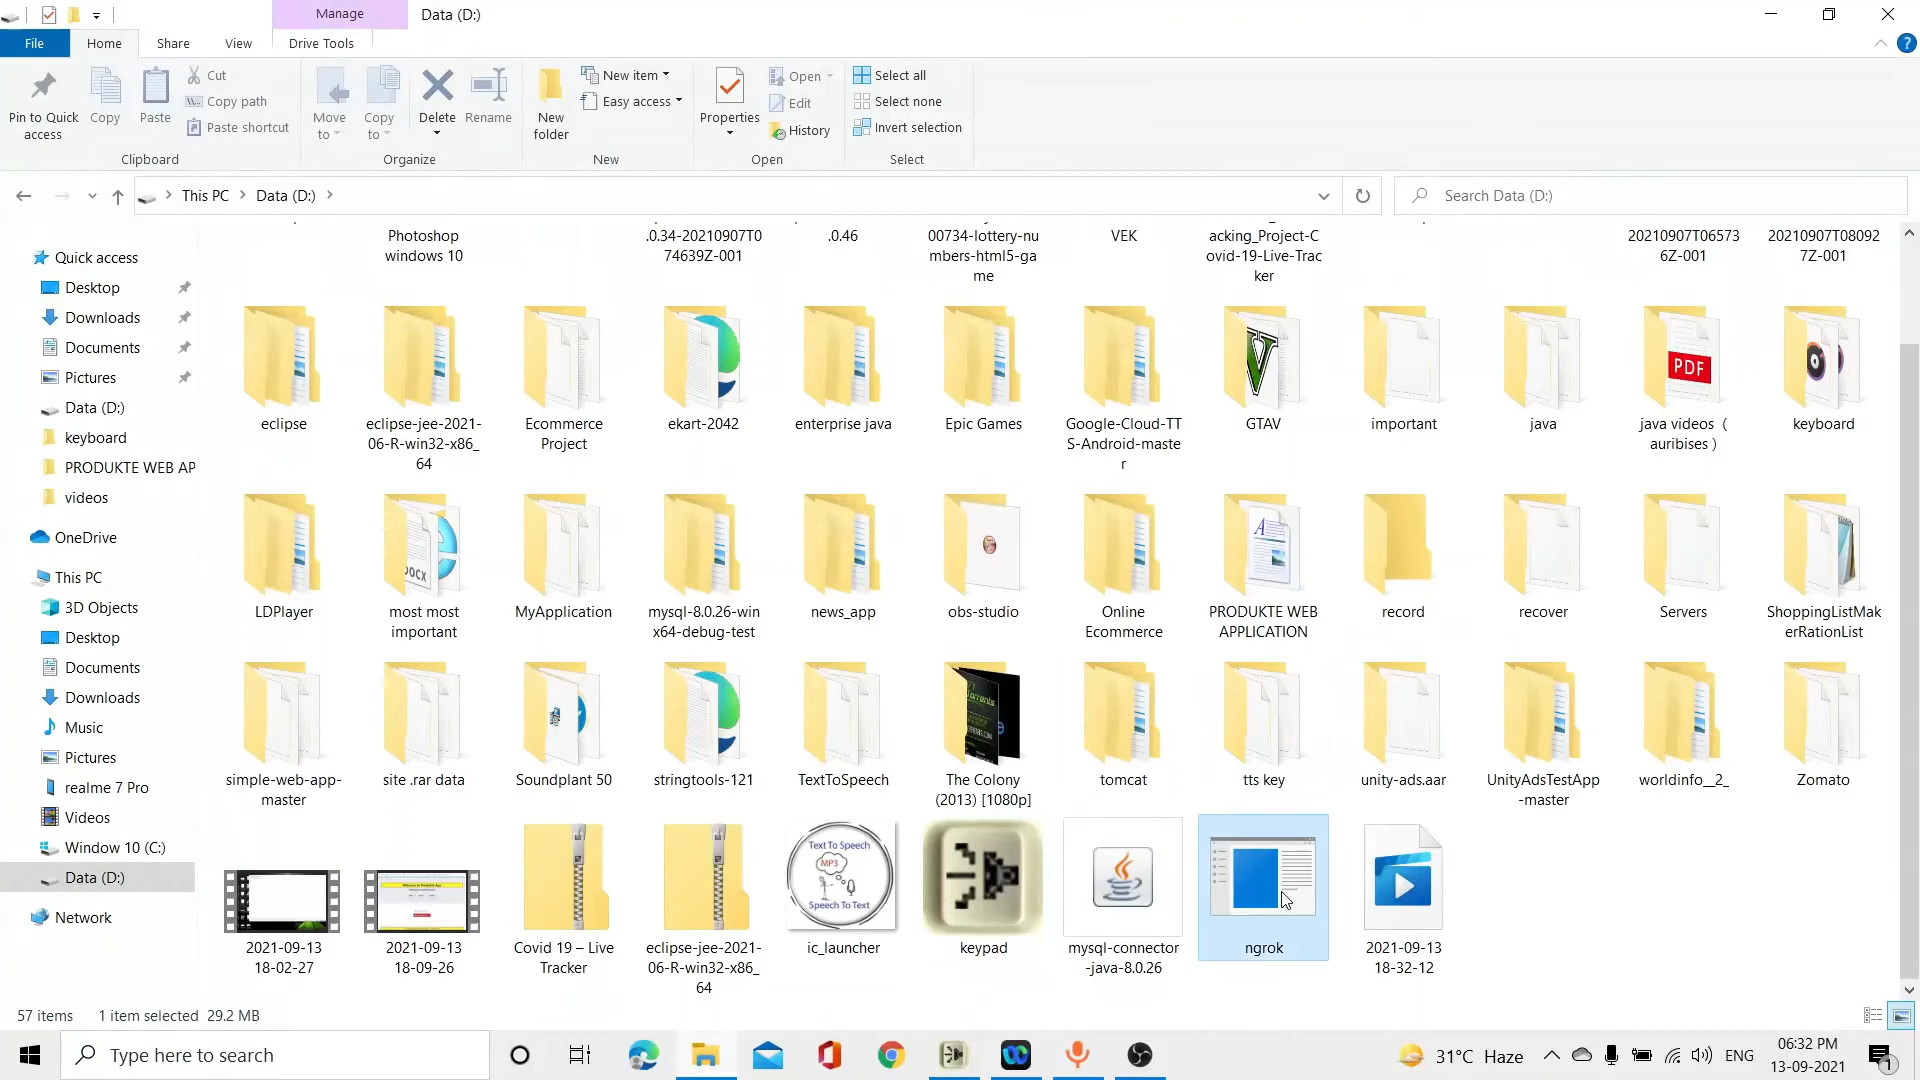 Manage
Data (D:)
File
Home
Share
View
Drive Tools
Pin to Quick
access
Copy
Paste
Cut
Copy path
Paste shortcut
Clipboard
Move
to
Copy
to
Delete
Rename
Organize
New
folder
New item
Easy access
New
Properties
Open
Edit
History
Open
Select all
Select none
Invert selection
Select
This PC
Data (D:)
Search Data (D:)
Quick access
Desktop
Downloads
Documents
Pictures
Data (D:)
keyboard
PRODUKTE WEB AP
videos
OneDrive
This PC
3D Objects
Desktop
Documents
Downloads
Music
Pictures
realme 7 Pro
Videos
Window 10 (C:)
Data (D:)
Network
Photoshop
windows 10
.0.34-20210907T0
74639Z-001
.0.46
00734-lottery-nu
mbers-html5-ga
me
VEK
acking_Project-C
ovid-19-Live-Trac
ker
20210907T06573
6Z-001
20210907T08092
7Z-001
eclipse
eclipse-jee-2021-
06-R-win32-x86_
64
Ecommerce
Project
ekart-2042
enterprise java
Epic Games
Google-Cloud-TT
S-Android-maste
r
V
GTAV
important
java
PDF
java videos (
auribises )
keyboard
LDPlayer
DOCX
most most
important
MyApplication
mysql-8.0.26-win
x64-debug-test
news_app
obs-studio
Online
Ecommerce
PRODUKTE WEB
APPLICATION
record
recover
Servers
ShoppingListMak
erRationList
simple-web-app-
master
site .rar data
Soundplant 50
stringtools-121
TextToSpeech
The Colony
(2013) [1080p]
tomcat
tts key
unity-ads.aar
UnityAdsTestApp
-master
worldinfo__2_
Zomato
2021-09-13
18-02-27
2021-09-13
18-09-26
Covid 19 – Live
Tracker
eclipse-jee-2021-
06-R-win32-x86_
64
Text To Speech
MP3
Speech To Text
ic_launcher
keypad
mysql-connector
-java-8.0.26
ngrok
2021-09-13
18-32-12
57 items
1 item selected 29.2 MB
Type here to search
31°C Haze
ENG
06:32 PM
13-09-2021
1